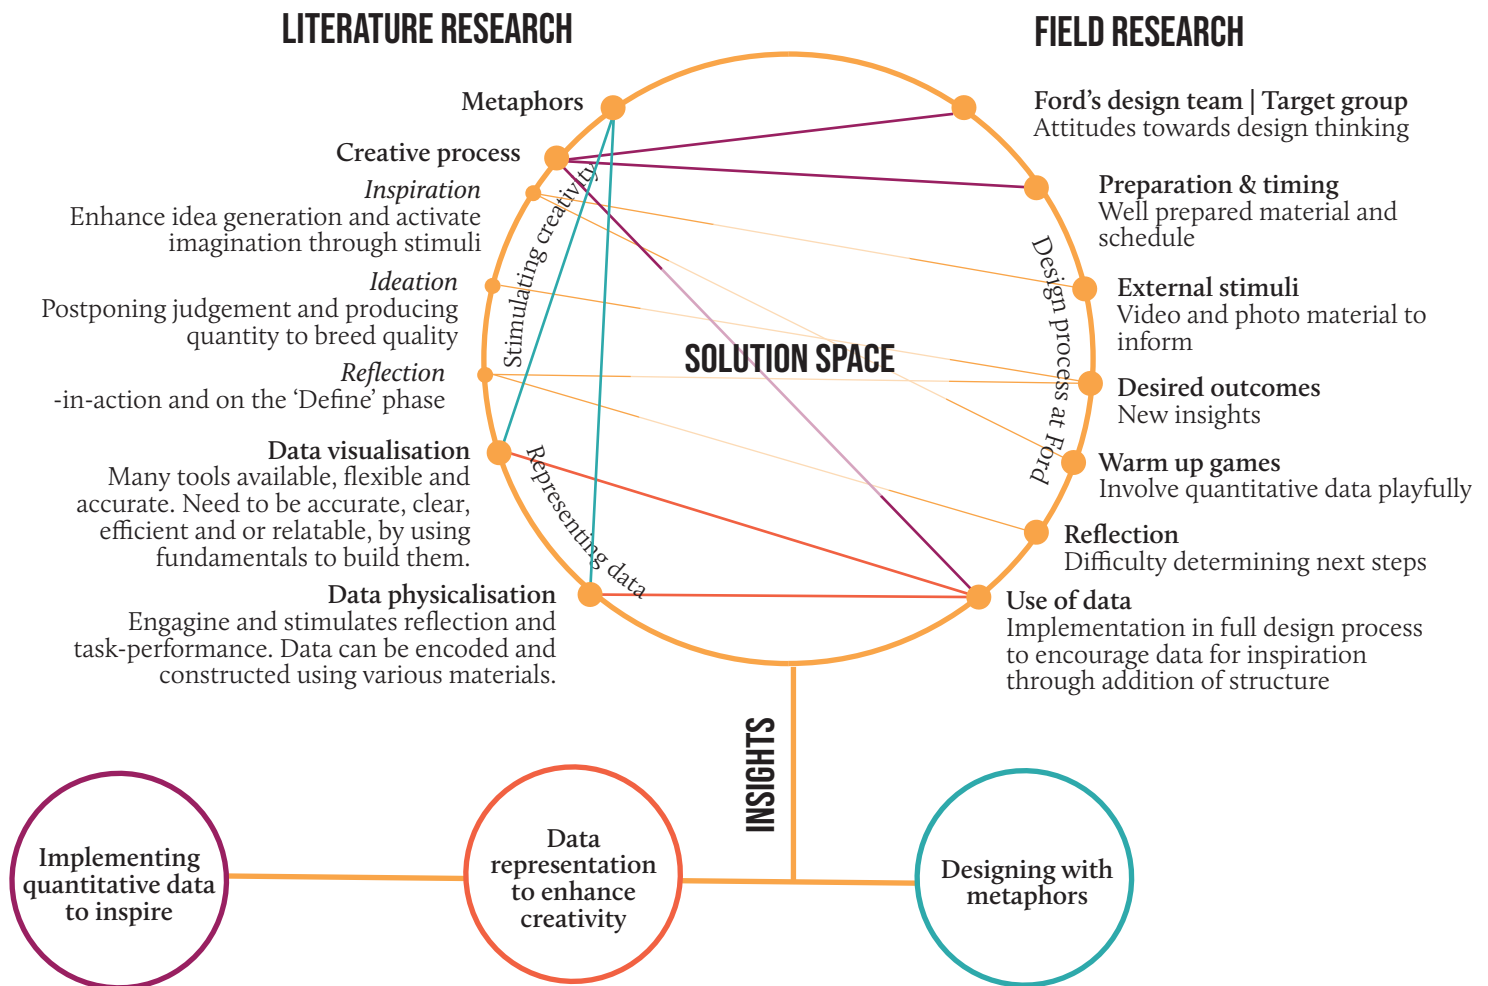 LITERATURE RESEARCH
Metaphors
Creative process
Inspiration
Enhance idea generation and activate
imagination through stimuli
Ideation
Postponing judgement and producing
quantity to breed quality
Reflection
-in-action and on the ‘Define’ phase
Data visualisation
Many tools available, flexible and
accurate. Need to be accurate, clear,
efficient and or relatable, by using
fundamentals to build them.
Data physicalisation
Engagine and stimulates reflection and
task-performance. Data can be encoded and
constructed using various materials.
Stimulating creativity
Representing data
SOLUTION SPACE
Design process at Ford
FIELD RESEARCH
Ford’s design team | Target group
Attitudes towards design thinking
Preparation & timing
Well prepared material and
schedule
External stimuli
Video and photo material to
inform
Desired outcomes
New insights
Warm up games
Involve quantitative data playfully
Reflection
Difficulty determining next steps
Use of data
Implementation in full design process
to encourage data for inspiration
through addition of structure
INSIGHTS
Implementing
quantitative data
to inspire
Data
representation
to enhance
creativity
Designing with
metaphors